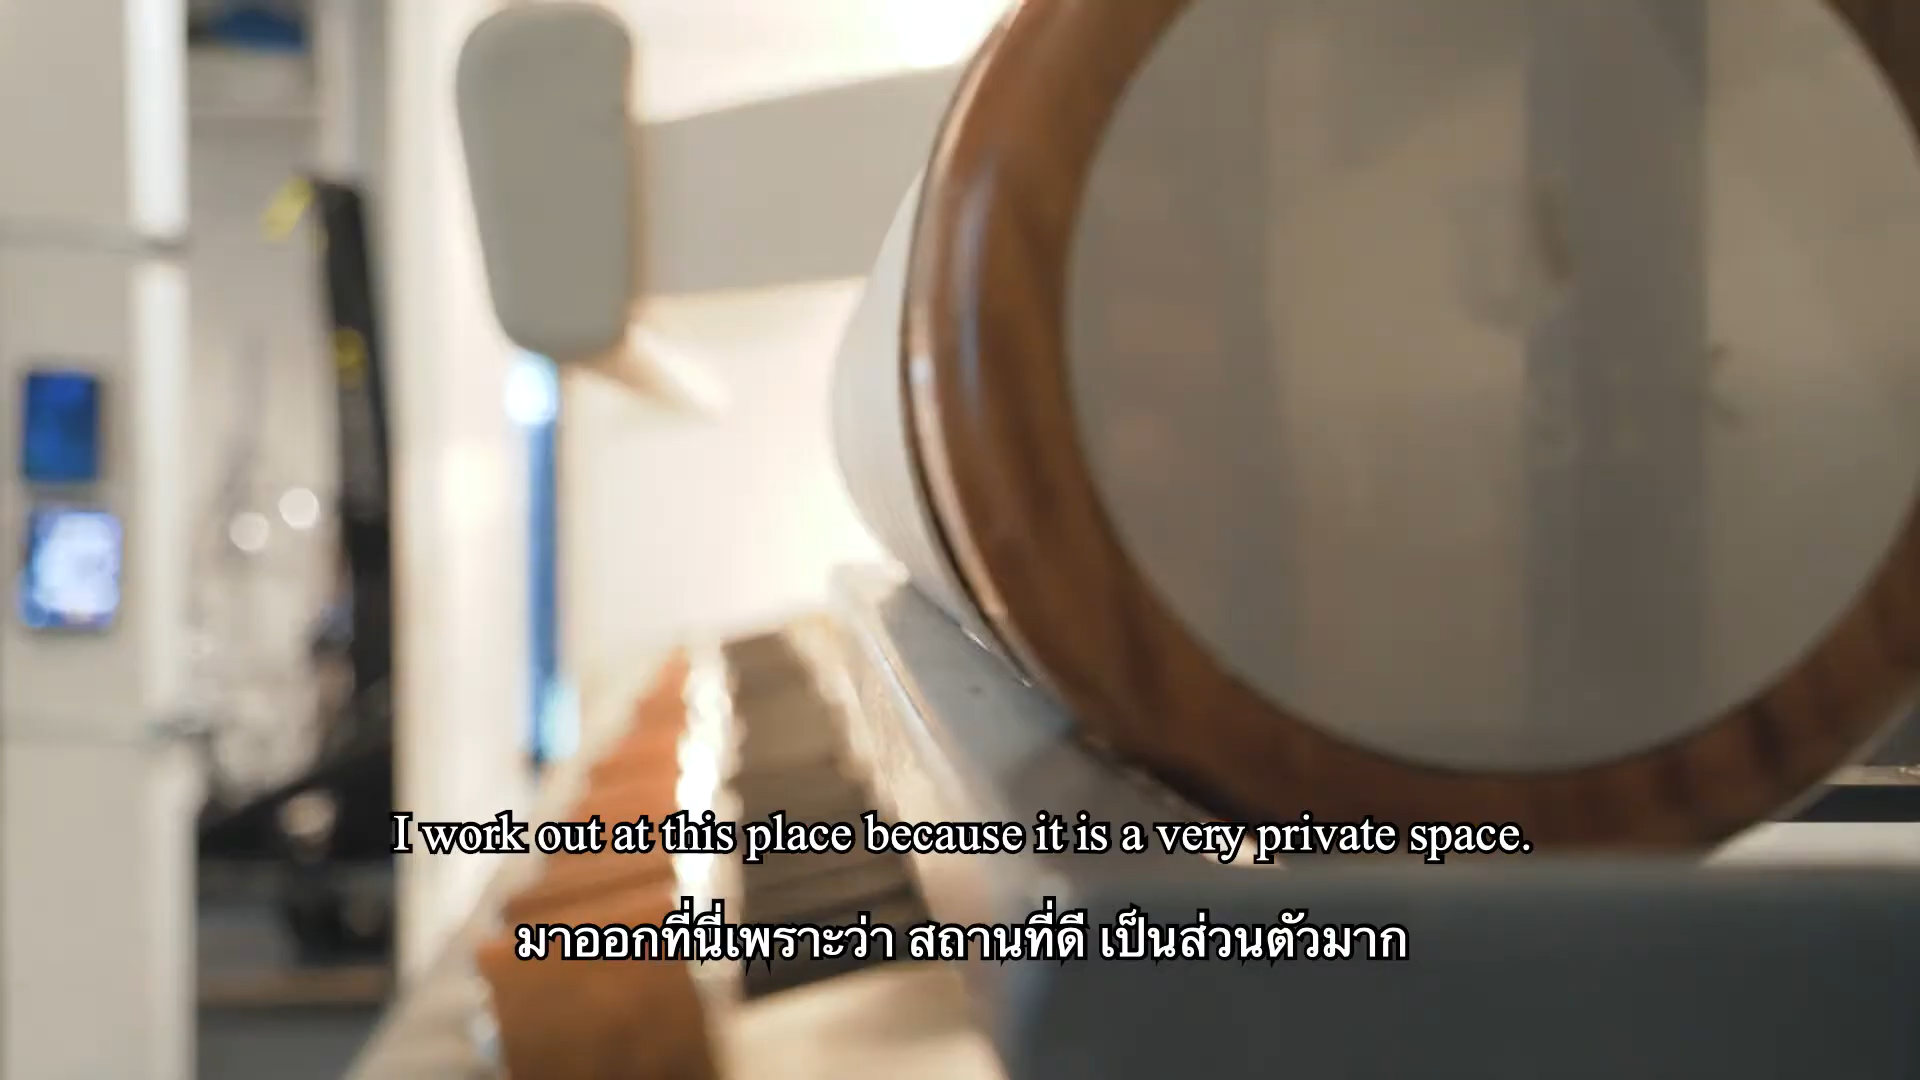 I work out at this place because it is a very private space.
มาออกที่นี่เพราะว่า สถานที่ดี เป็นส่วนตัวมาก